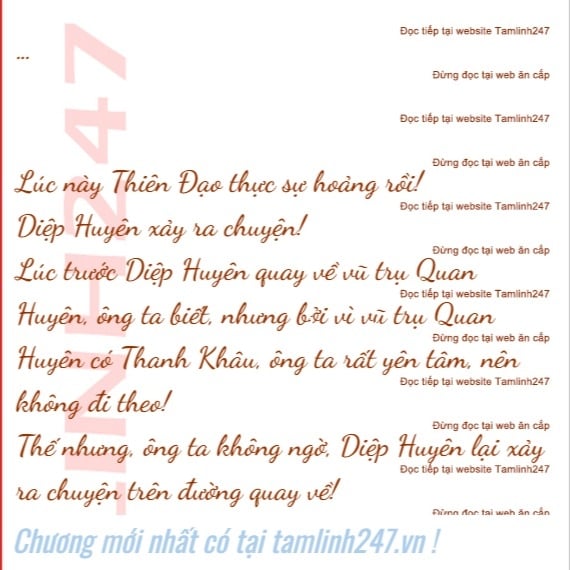 Đọc tiếp tại website Tamlinh247
...
Đừng đọc tại web ăn cắp
Đọc tiếp tại website Tamlinh247
Đừng đọc tại web ăn cắp
Lúc này Thiên Đạo thực sự hoảng rồi!
Đọc tiếp tại website Tamlinh247
Diệp Huyên xảy ra chuyện!
Đừng đọc tại web ăn cắp
Lúc trước Diệp Huyên quay về vũ trụ Quan
Đọc tiếp tại website Tamlinh247
Huyên, ông ta biết, nhưng bởi vì vũ trụ Quan
Đừng đọc tại web ăn cắp
Huyên có Thanh Khâu, ông ta rất yên tâm, nên
Đọc tiếp tại website Tamlinh247
không đi theo!
Đừng đọc tại web ăn cắp
Thế nhưng, ông ta không ngờ, Diệp Huyên lại xảy
Đọc tiếp tại website Tamlinh247
ra chuyện trên đường quay về!
Đừng đọc tại web ăn cắp
Chương mới nhất có tại tamlinh247.vn !
LINH247